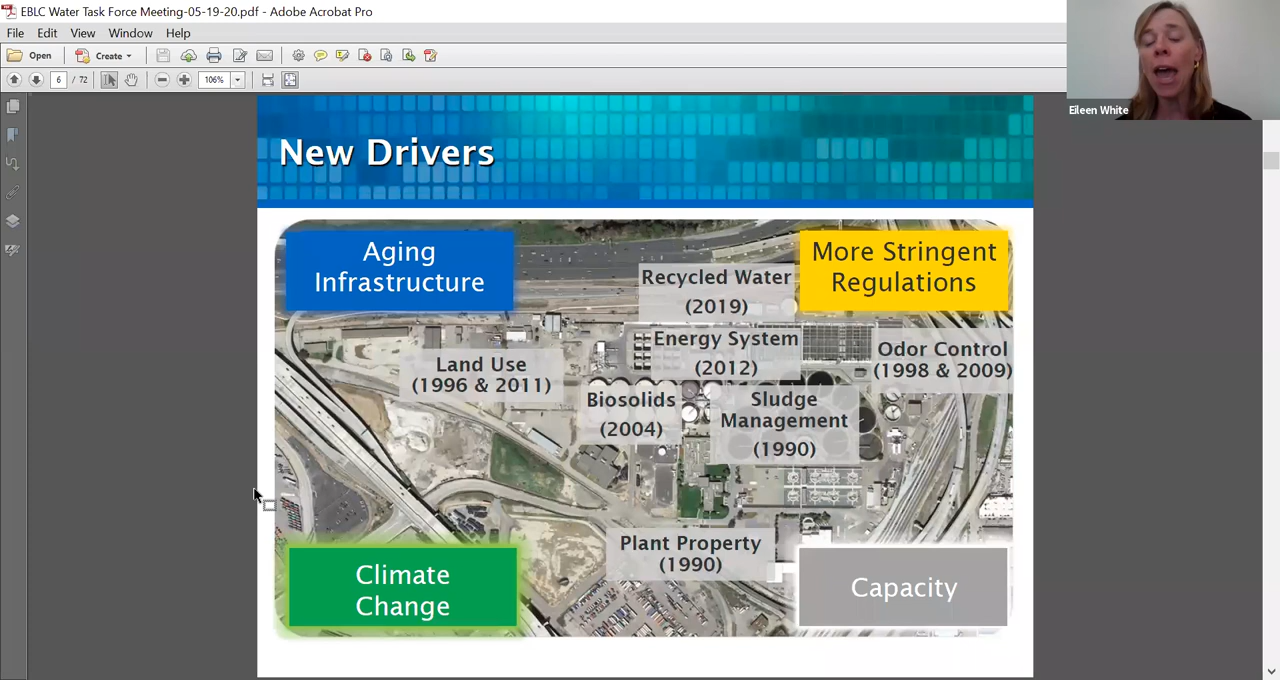 EBLC Water Task Force Meeting-05-19-20.pdf - Adobe Acrobat Pro
File Edit View Window Help
Open Create
6 / 72 106%
Eileen White
New Drivers
Aging
Infrastructure
More Stringent
Regulations
Recycled Water
(2019)
Energy System
(2012)
Odor Control
(1998 & 2009)
Land Use
(1996 & 2011)
Biosolids
(2004)
Sludge
Management
(1990)
Plant Property
(1990)
Climate
Change
Capacity